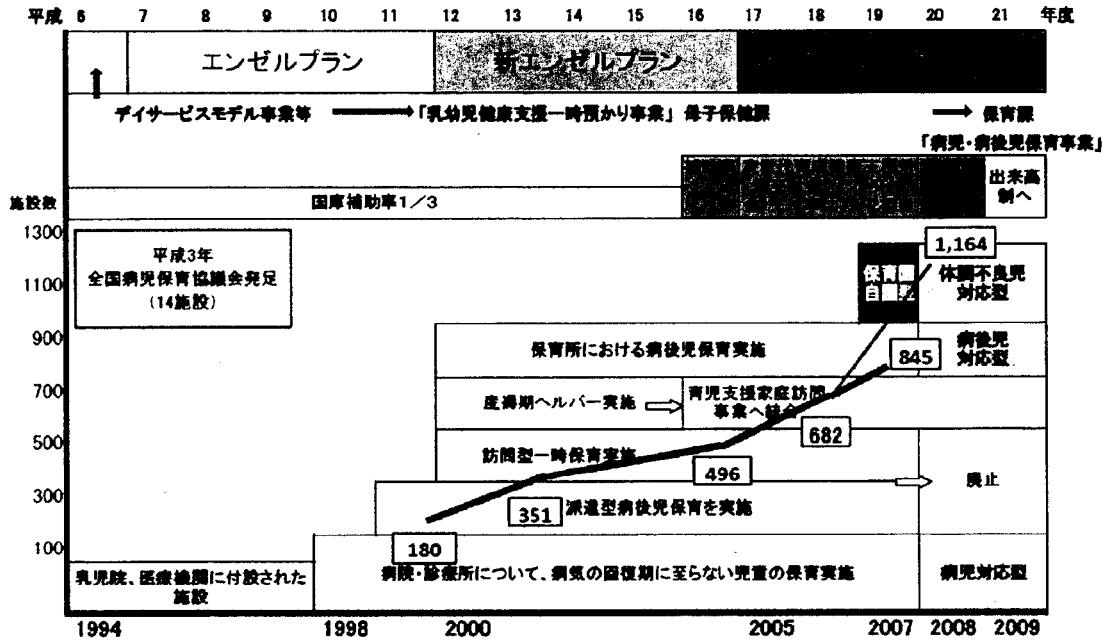 平成 6 7 8 9 10 11 12 13 14 15 16 17 18 19 20 21 年度
エンゼルプラン
新エンゼルプラン
デイサービスモデル事業等
「乳幼児健康支援一時預かり事業」 母子保健課
保育課
「病児・病後児保育事業」
出来高
制へ
国庫補助率1/3
施設数
1300
平成3年
全国病児保育協議会発足
(14施設)
1,164
保育園
自園型
体調不良児
対応型
1100
900
保育所における病後児保育実施
病後児
対応型
845
700
産褥期ヘルパー実施
育児支援家庭訪問
事業へ統合
682
500
訪問型一時保育実施
496
廃止
300
351
派遣型病後児保育を実施
100
180
乳児院、医療機関に付設された
施設
病院・診療所について、病気の回復期に至らない児童の保育実施
病児対応型
1994 1998 2000 2005 2007 2008 2009